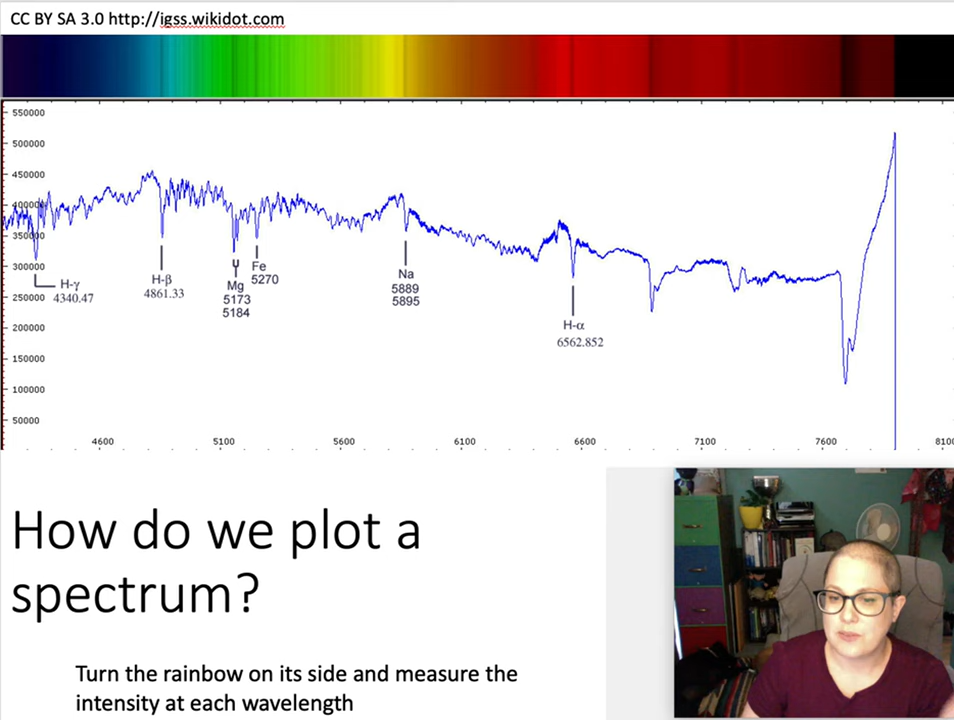 CC BY SA 3.0 http://igss.wikidot.com
550000
500000
450000
400000
350000
300000
250000
200000
150000
100000
50000
H-γ
4340.47
H-β
4861.33
Mg
5173
5184
Fe
5270
Na
5889
5895
H-α
6562.852
4600 5100 5600 6100 6600 7100 7600 8100
How do we plot a
spectrum?
Turn the rainbow on its side and measure the
intensity at each wavelength